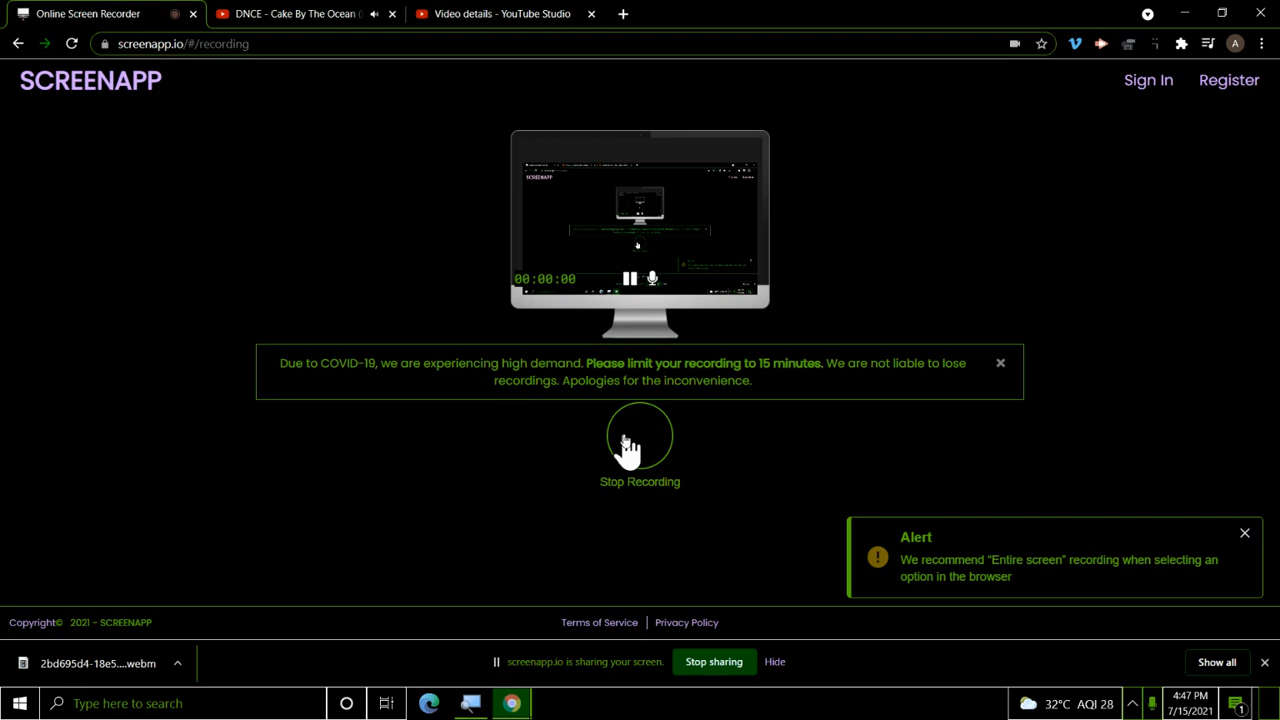 Online Screen Recorder
DNCE - Cake By The Ocean (
Video details - YouTube Studio
screenapp.io/#/recording
A
SCREENAPP
Sign In
Register
SCREENAPP
00:00:00
Due to COVID-19, we are experiencing high demand. Please limit your recording to 15 minutes. We are not liable to lose
recordings. Apologies for the inconvenience.
Stop Recording
Alert
We recommend “Entire screen” recording when selecting an
option in the browser
Copyright© 2021 - SCREENAPP
Terms of Service
Privacy Policy
2bd695d4-18e5....webm
screenapp.io is sharing your screen.
Stop sharing
Hide
Show all
Type here to search
32°C AQI 28
4:47 PM
7/15/2021
1